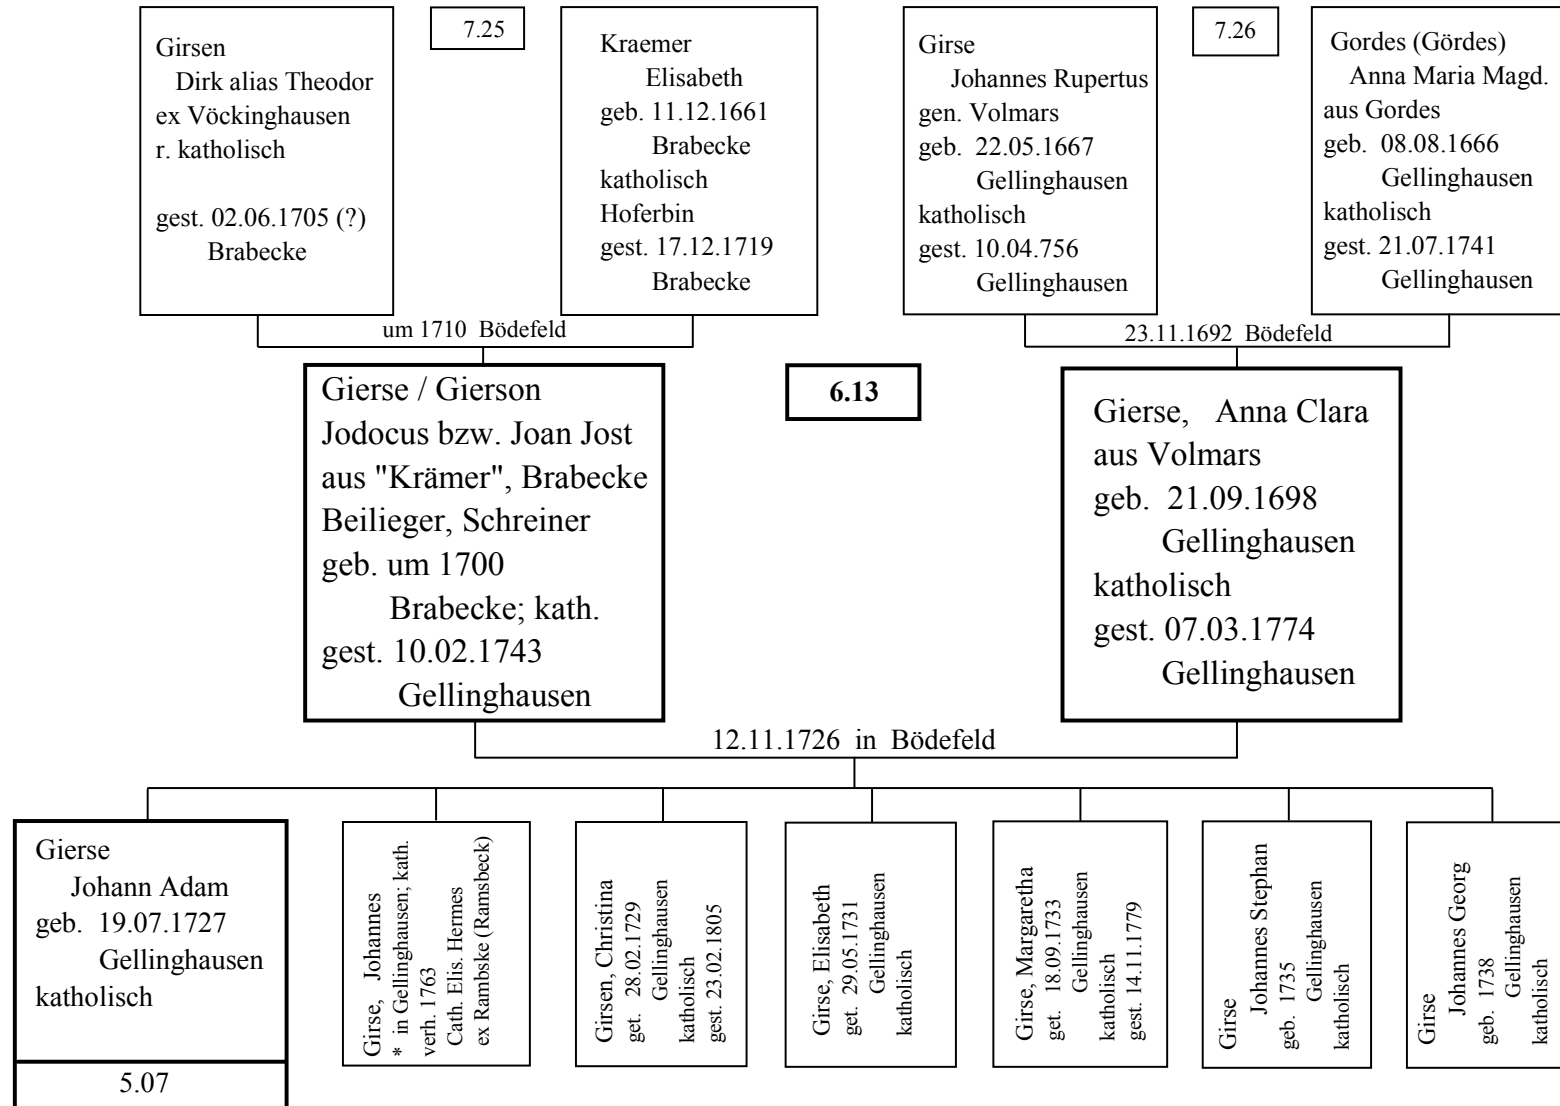 Girsen
Dirk alias Theodor
ex Vöckinghausen
r. katholisch
gest. 02.06.1705 (?)
Brabecke
7.25
Kraemer
Elisabeth
geb. 11.12.1661
Brabecke
katholisch
Hoferbin
gest. 17.12.1719
Brabecke
Girse
Johannes Rupertus
gen. Volmars
geb. 22.05.1667
Gellinghausen
katholisch
gest. 10.04.756
Gellinghausen
7.26
Gordes (Gördes)
Anna Maria Magd.
aus Gordes
geb. 08.08.1666
Gellinghausen
katholisch
gest. 21.07.1741
Gellinghausen
um 1710 Bödefeld
23.11.1692 Bödefeld
Gierse / Gierson
Jodocus bzw. Joan Jost
aus "Krämer", Brabecke
Beilieger, Schreiner
geb. um 1700
Brabecke; kath.
gest. 10.02.1743
Gellinghausen
6.13
Gierse, Anna Clara
aus Volmars
geb. 21.09.1698
Gellinghausen
katholisch
gest. 07.03.1774
Gellinghausen
12.11.1726 in Bödefeld
Gierse
Johann Adam
geb. 19.07.1727
Gellinghausen
katholisch
5.07
Girse, Johannes
* in Gellinghausen; kath.
verh. 1763
Cath. Elis. Hermes
ex Rambske (Ramsbeck)
Girsen, Christina
get. 28.02.1729
Gellinghausen
katholisch
gest. 23.02.1805
Girse, Elisabeth
get. 29.05.1731
Gellinghausen
katholisch
Girse, Margaretha
get. 18.09.1733
Gellinghausen
katholisch
gest. 14.11.1779
Girse
Johannes Stephan
geb. 1735
Gellinghausen
katholisch
Girse
Johannes Georg
geb. 1738
Gellinghausen
katholisch